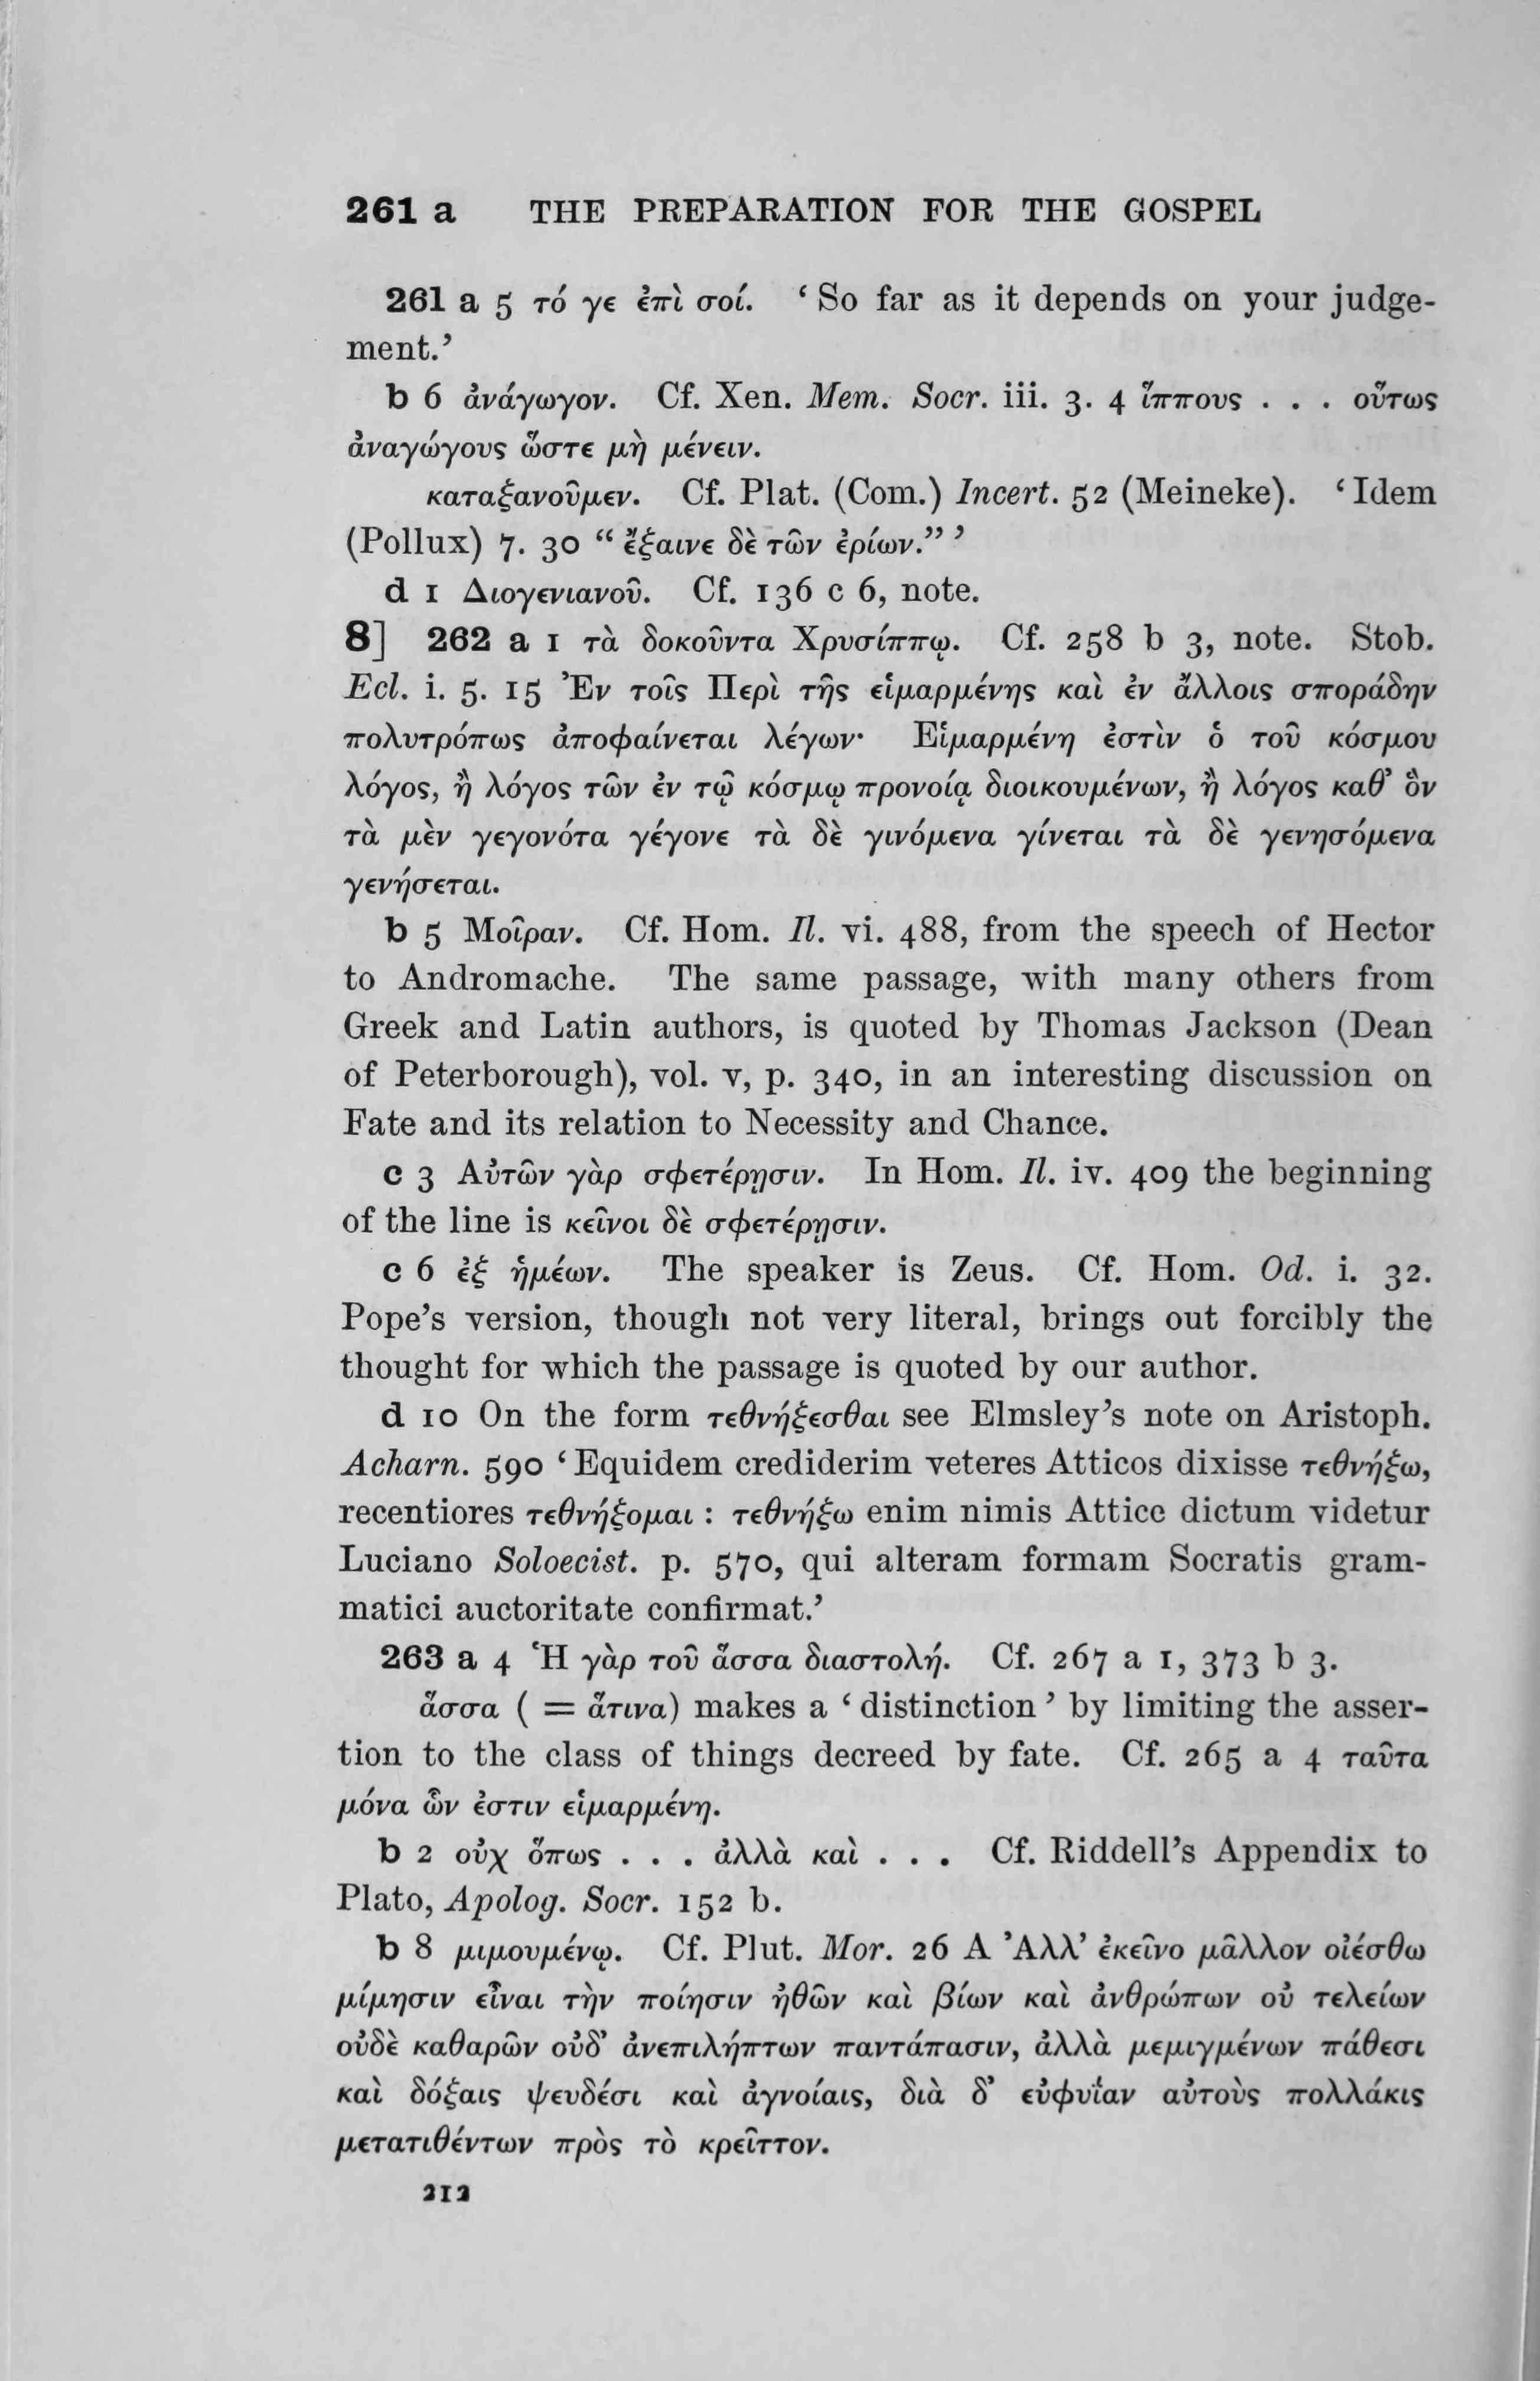 261 a THE PREPARATION FOR THE GOSPEL
261 a 5 τό γε ἐπὶ σοί. ‘ So far as it depends on your judge-
ment.’
b 6 ἀνάγωγον. Cf. Xen. Mem. Socr. iii. 3. 4 ἵππους . . . οὕτως
ἀναγώγους ὥστε μὴ μένειν.
καταξανοῦμεν. Cf. Plat. (Com.) Incert. 52 (Meineke). ‘ Idem
(Pollux) 7. 30 “ ἔξαινε δὲ τῶν ἐρίων.” ’
d 1 Διογενιανοῦ. Cf. 136 c 6, note.
8] 262 a 1 τὰ δοκοῦντα Χρυσίππῳ. Cf. 258 b 3, note. Stob.
Ecl. i. 5. 15 Ἐν τοῖς Περὶ τῆς εἱμαρμένης καὶ ἐν ἄλλοις σποράδην
πολυτρόπως ἀποφαίνεται λέγων· Εἱμαρμένη ἐστὶν ὁ τοῦ κόσμου
λόγος, ἢ λόγος τῶν ἐν τῷ κόσμῳ προνοίᾳ διοικουμένων, ἢ λόγος καθ’ ὃν
τὰ μὲν γεγονότα γέγονε τὰ δὲ γινόμενα γίνεται τὰ δὲ γενησόμενα
γενήσεται.
b 5 Μοῖραν. Cf. Hom. Il. vi. 488, from the speech of Hector
to Andromache. The same passage, with many others from
Greek and Latin authors, is quoted by Thomas Jackson (Dean
of Peterborough), vol. v, p. 340, in an interesting discussion on
Fate and its relation to Necessity and Chance.
c 3 Αὐτῶν γὰρ σφετέρῃσιν. In Hom. Il. iv. 409 the beginning
of the line is κεῖνοι δὲ σφετέρῃσιν.
c 6 ἐξ ἡμέων. The speaker is Zeus. Cf. Hom. Od. i. 32.
Pope’s version, though not very literal, brings out forcibly the
thought for which the passage is quoted by our author.
d 10 On the form τεθνήξεσθαι see Elmsley’s note on Aristoph.
Acharn. 590 ‘ Equidem crediderim veteres Atticos dixisse τεθνήξω,
recentiores τεθνήξομαι : τεθνήξω enim nimis Attice dictum videtur
Luciano Soloecist. p. 570, qui alteram formam Socratis gram-
matici auctoritate confirmat.’
263 a 4 Ἡ γὰρ τοῦ ἅσσα διαστολή. Cf. 267 a 1, 373 b 3.
ἅσσα ( = ἅτινα) makes a ‘ distinction ’ by limiting the asser-
tion to the class of things decreed by fate. Cf. 265 a 4 ταῦτα
μόνα ὧν ἐστιν εἱμαρμένη.
b 2 οὐχ ὅπως . . . ἀλλὰ καὶ . . . Cf. Riddell’s Appendix to
Plato, Apolog. Socr. 152 b.
b 8 μιμουμένῳ. Cf. Plut. Mor. 26 A Ἀλλ’ ἐκεῖνο μᾶλλον οἰέσθω
μίμησιν εἶναι τὴν ποίησιν ἠθῶν καὶ βίων καὶ ἀνθρώπων οὐ τελείων
οὐδὲ καθαρῶν οὐδ’ ἀνεπιλήπτων παντάπασιν, ἀλλὰ μεμιγμένων πάθεσι
καὶ δόξαις ψευδέσι καὶ ἀγνοίαις, διὰ δ’ εὐφυΐαν αὑτοὺς πολλάκις
μετατιθέντων πρὸς τὸ κρεῖττον.
212